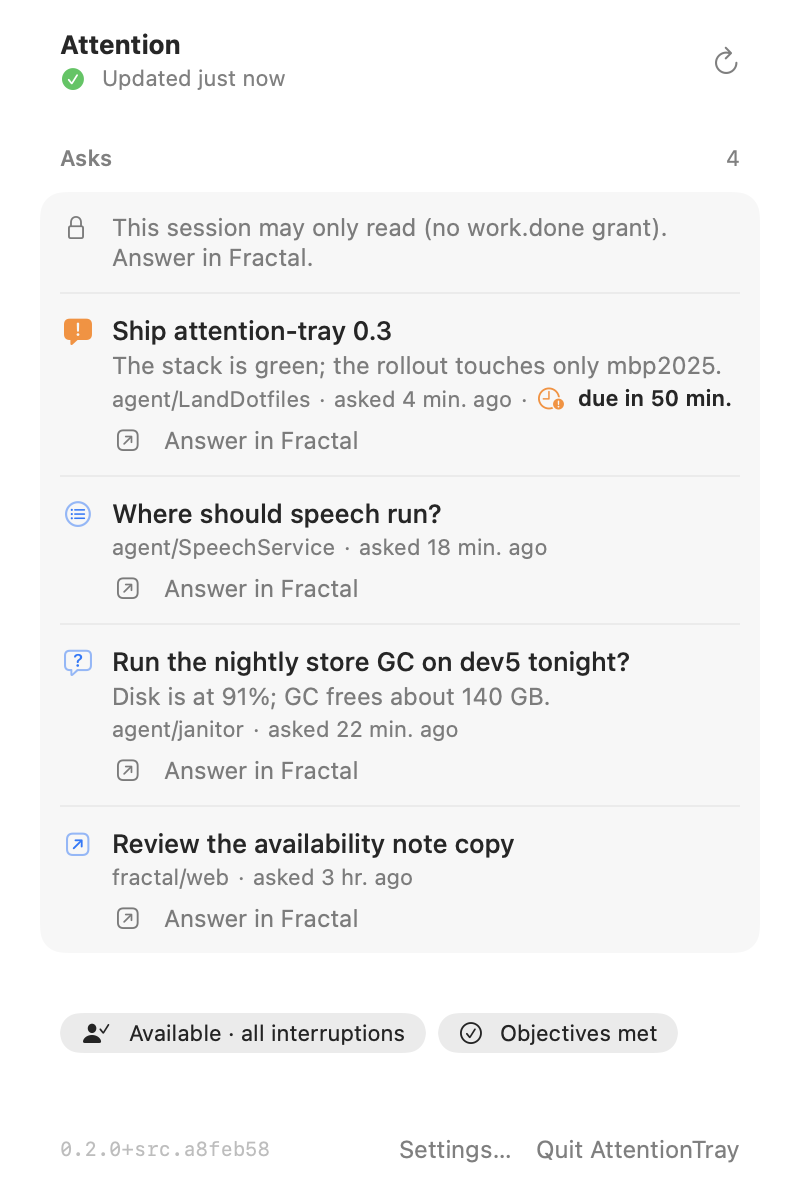 Attention
Updated just now
Asks 4
This session may only read (no work.done grant).
Answer in Fractal.
Ship attention-tray 0.3
The stack is green; the rollout touches only mbp2025.
agent/LandDotfiles · asked 4 min. ago · due in 50 min.
Answer in Fractal
Where should speech run?
agent/SpeechService · asked 18 min. ago
Answer in Fractal
Run the nightly store GC on dev5 tonight?
Disk is at 91%; GC frees about 140 GB.
agent/janitor · asked 22 min. ago
Answer in Fractal
Review the availability note copy
fractal/web · asked 3 hr. ago
Answer in Fractal
Available · all interruptions Objectives met
0.2.0+src.a8feb58 Settings... Quit AttentionTray